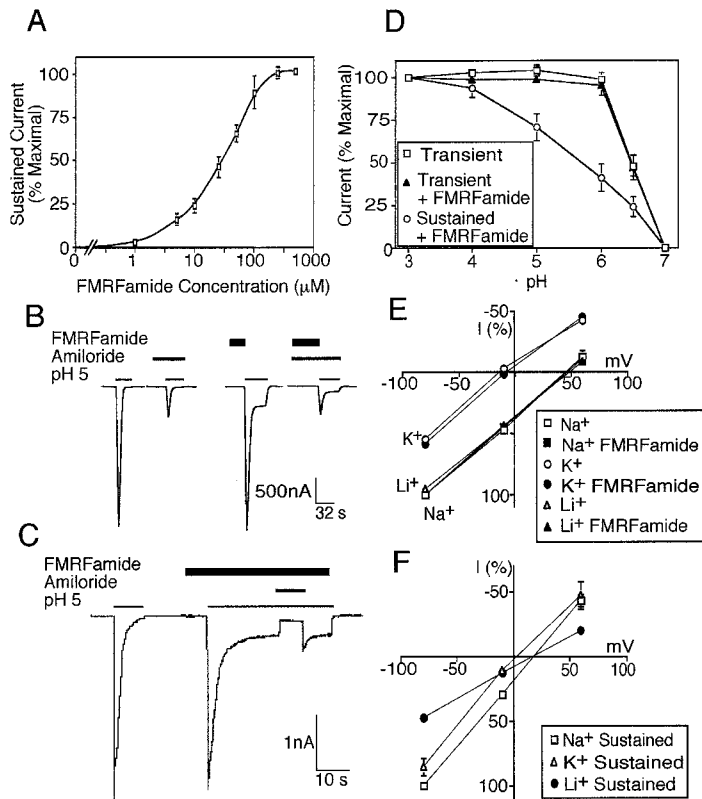 A
Sustained Current
(% Maximal)
100
75
50
25
0
0
1
10
100
500
FMRFamide Concentration (µM)
D
Current (% Maximal)
100
75
50
25
0
Transient
Transient
+ FMRFamide
Sustained
+ FMRFamide
3
4
5
6
7
pH
B
FMRFamide
Amiloride
pH 5
500nA
32 s
C
FMRFamide
Amiloride
pH 5
1nA
10 s
E
I (%)
-50
mV
-100
-50
50
100
50
100
K+
Li+
Na+
Na+
Na+ FMRFamide
K+
K+ FMRFamide
Li+
Li+ FMRFamide
F
I (%)
-50
mV
-100
-50
50
100
50
100
Na+ Sustained
K+ Sustained
Li+ Sustained